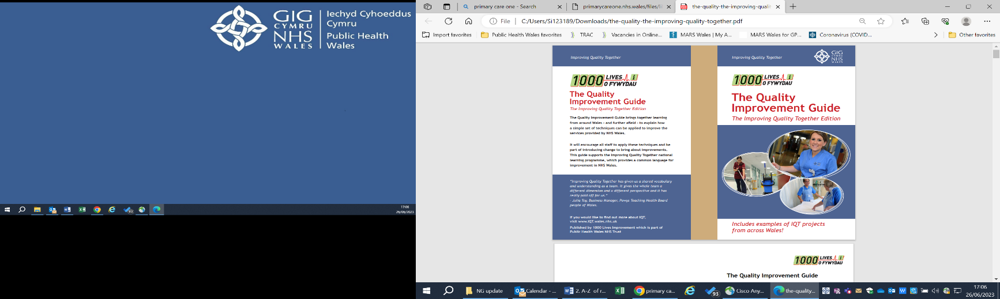 GIG
CYMRU
NHS
WALES
Iechyd Cyhoeddus
Cymru
Public Health
Wales
93
17:06
26/06/2023
primary care one - Search
primarycareone.nhs.wales/files/li
the-quality-the-improving-qualit
File
C:/Users/Si123189/Downloads/the-quality-the-improving-quality-together.pdf
Import favorites
Public Health Wales favorites
TRAC
Vacancies in Online...
MARS Wales | My A...
MARS Wales for GP...
Coronavirus (COVID...
Other favorites
Improving Quality Together
1000 LIVES i
O FYWYDAU
The Quality
Improvement Guide
The Improving Quality Together Edition
The Quality Improvement Guide brings together learning
from around Wales - and further afield - to explain how
a simple set of techniques can be applied to improve the
services provided by NHS Wales.
It will encourage all staff to apply these techniques and be
part of introducing change to bring about improvements.
This guide supports the Improving Quality Together national
learning programme, which provides a common language for
improvement in NHS Wales.
"Improving Quality Together has given us a shared vocabulary
and understanding as a team. It gives the whole team a
different dimension and a different perspective and it has
really paid off for us."
- Julia Toy, Business Manager, Powys Teaching Health Board
people of Wales.
If you would like to find out more about IQT,
visit www.IQT.wales.nhs.uk
Published by 1000 Lives Improvement which is part of
Public Health Wales NHS Trust
Improving Quality Together
GIG
CYMRU
NHS
WALES
1000 LIVES i
O FYWYDAU
The Quality
Improvement Guide
The Improving Quality Together Edition
Includes examples of IQT projects
from across Wales!
1000 LIVES i
O FYWYDAU
The Quality Improvement Guide
NG update
Calendar - ...
2. A-Z of r...
primary ca...
93
Cisco Any...
the-quality...
17:06
26/06/2023